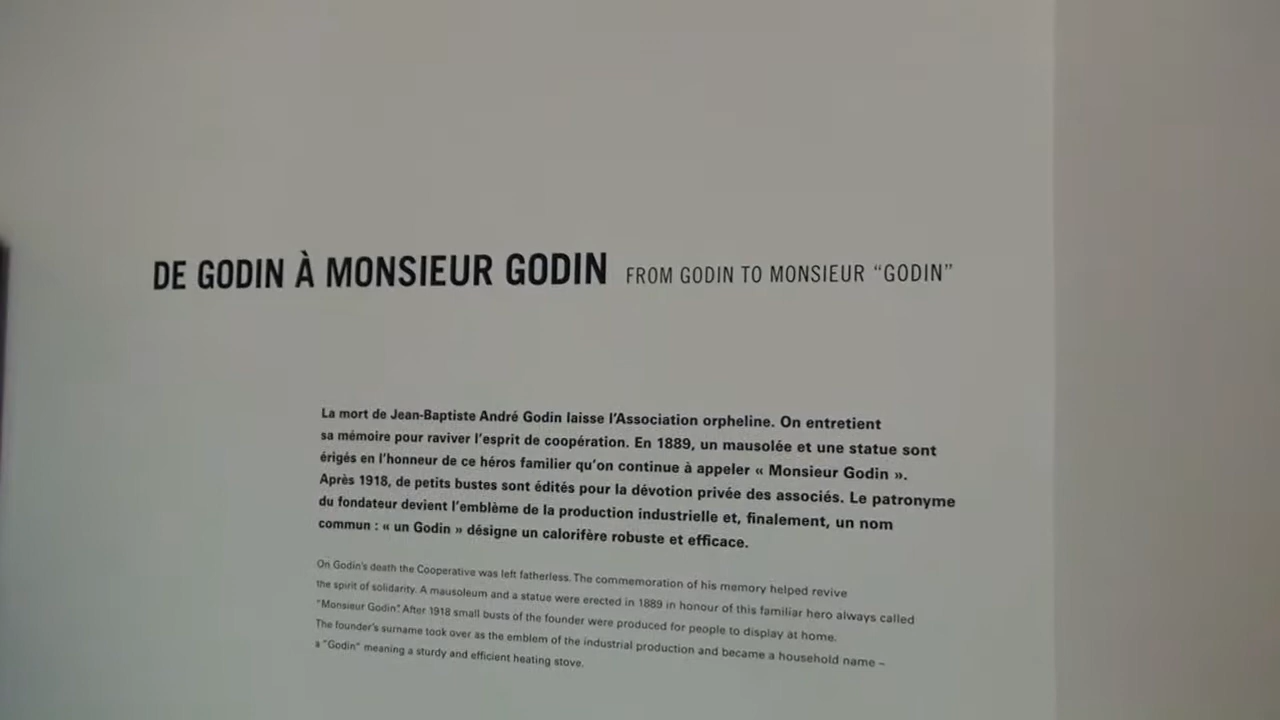 DE GODIN À MONSIEUR GODIN FROM GODIN TO MONSIEUR “GODIN”
La mort de Jean-Baptiste André Godin laisse l’Association orpheline. On entretient
sa mémoire pour raviver l’esprit de coopération. En 1889, un mausolée et une statue sont
érigés en l’honneur de ce héros familier qu’on continue à appeler « Monsieur Godin ».
Après 1918, de petits bustes sont édités pour la dévotion privée des associés. Le patronyme
du fondateur devient l’emblème de la production industrielle et, finalement, un nom
commun : « un Godin » désigne un calorifère robuste et efficace.
On Godin’s death the Cooperative was left fatherless. The commemoration of his memory helped revive
the spirit of solidarity. A mausoleum and a statue were erected in 1889 in honour of this familiar hero always called
“Monsieur Godin”. After 1918 small busts of the founder were produced for people to display at home.
The founder’s surname took over as the emblem of the industrial production and became a household name –
a “Godin” meaning a sturdy and efficient heating stove.